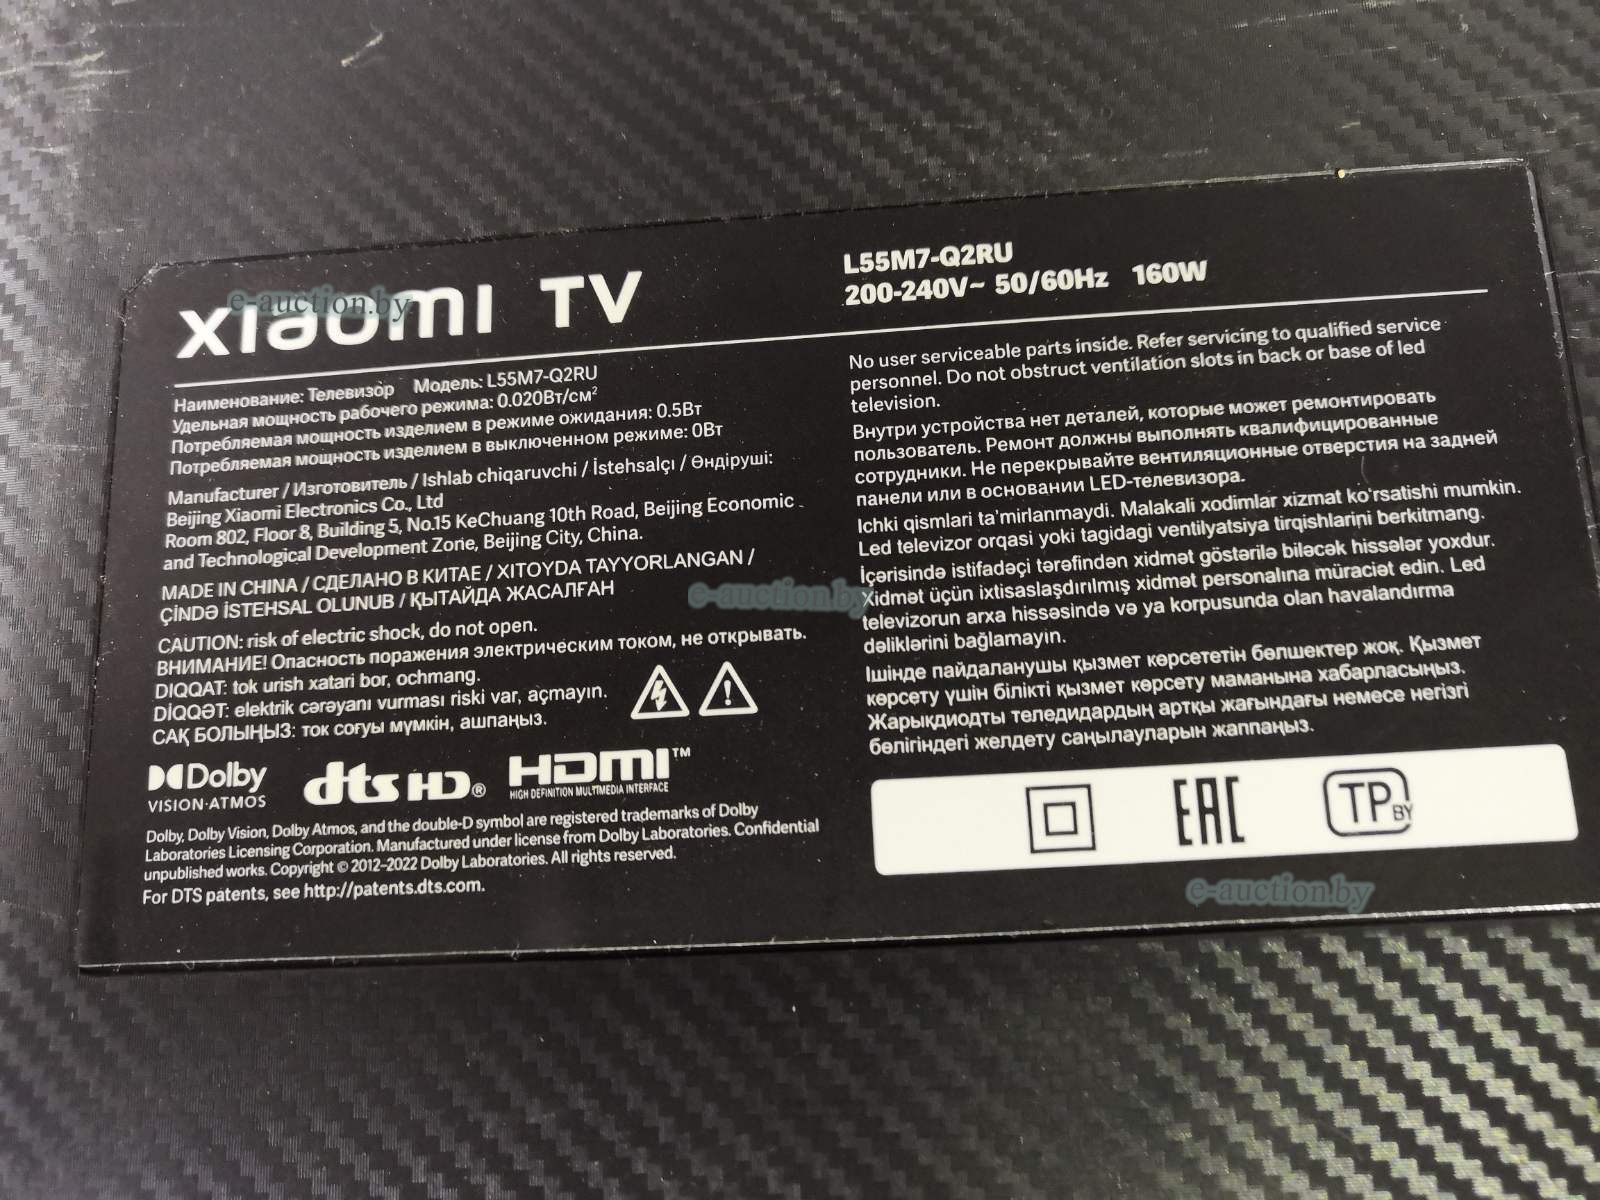 xiaomi TV
L55M7-Q2RU
200-240V~ 50/60Hz 160W
Наименование: Телевизор Модель: L55M7-Q2RU
Удельная мощность рабочего режима: 0.020Вт/см²
Потребляемая мощность изделием в режиме ожидания: 0.5Вт
Потребляемая мощность изделием в выключенном режиме: 0Вт
Manufacturer / Изготовитель / Ishlab chiqaruvchi / İstehsalçı / Өндіруші:
Beijing Xiaomi Electronics Co., Ltd
Room 802, Floor 8, Building 5, No.15 KeChuang 10th Road, Beijing Economic
and Technological Development Zone, Beijing City, China.
MADE IN CHINA / СДЕЛАНО В КИТАЕ / XITOYDA TAYYORLANGAN /
ÇİNDƏ İSTEHSAL OLUNUB / ҚЫТАЙДА ЖАСАЛҒАН
CAUTION: risk of electric shock, do not open.
ВНИМАНИЕ! Опасность поражения электрическим током, не открывать.
DIQQAT: tok urish xatari bor, ochmang.
DİQQƏT: elektrik cərəyanı vurması riski var, açmayın.
САҚ БОЛЫҢЫЗ: ток соғуы мүмкін, ашпаңыз.
Dolby
VISION·ATMOS
dts HD®
HDMI™
HIGH DEFINITION MULTIMEDIA INTERFACE
Dolby, Dolby Vision, Dolby Atmos, and the double-D symbol are registered trademarks of Dolby
Laboratories Licensing Corporation. Manufactured under license from Dolby Laboratories. Confidential
unpublished works. Copyright © 2012-2022 Dolby Laboratories. All rights reserved.
For DTS patents, see http://patents.dts.com.
No user serviceable parts inside. Refer servicing to qualified service
personnel. Do not obstruct ventilation slots in back or base of led
television.
Внутри устройства нет деталей, которые может ремонтировать
пользователь. Ремонт должны выполнять квалифицированные
сотрудники. Не перекрывайте вентиляционные отверстия на задней
панели или в основании LED-телевизора.
Ichki qismlari ta'mirlanmaydi. Malakali xodimlar xizmat ko'rsatishi mumkin.
Led televizor orqasi yoki tagidagi ventilyatsiya tirqishlarini berkitmang.
İçərisində istifadəçi tərəfindən xidmət göstərilə biləcək hissələr yoxdur.
Xidmət üçün ixtisaslaşdırılmış xidmət personalına müraciət edin. Led
televizorun arxa hissəsində və ya korpusunda olan havalandırma
dəliklərini bağlamayın.
Ішінде пайдаланушы қызмет көрсететін бөлшектер жоқ. Қызмет
көрсету үшін білікті қызмет көрсету маманына хабарласыңыз.
Жарықдиодты теледидардың артқы жағындағы немесе негізгі
бөлігіндегі желдету саңылауларын жаппаңыз.
EAC
TP BY
e-auction.by
e-auction.by
e-auction.by